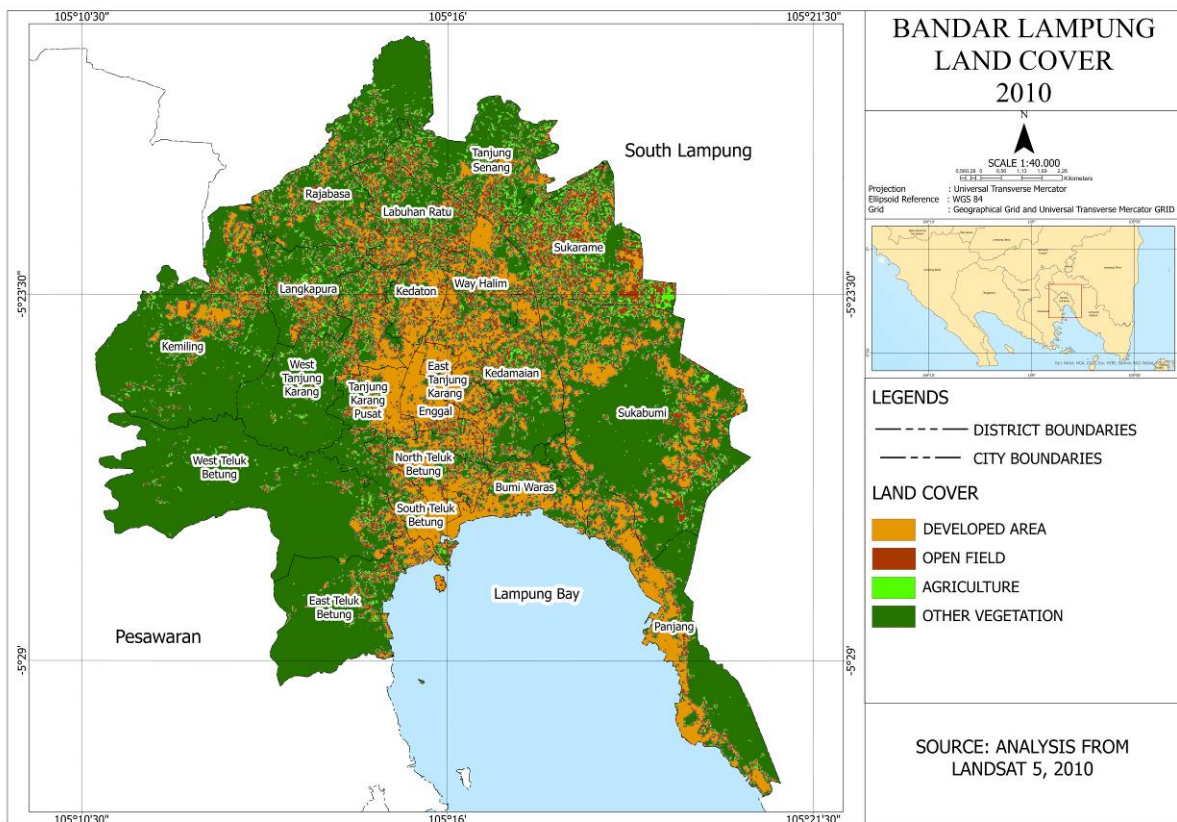 105°10'30"
105°16'
105°21'30"
BANDAR LAMPUNG
LAND COVER
2010
N
SCALE 1:40.000
Kilometers
Projection : Universal Transverse Mercator
Ellipsoid Reference : WGS 84
Grid : Geographical Grid and Universal Transverse Mercator GRID
South Lampung
Tanjung
Senang
Rajabasa
Labuhan Ratu
Sukarame
-5°23'30"
Langkapura
Kedaton
Way Halim
-5°23'30"
Kemiling
West
Tanjung
Karang
Tanjung
Karang
Pusat
East
Tanjung
Karang
Enggal
Kedamaian
Sukabumi
West Teluk
Betung
North Teluk
Betung
Bumi Waras
South Teluk
Betung
Lampung Bay
East Teluk
Betung
Pesawaran
Panjang
-5°29'
-5°29'
LEGENDS
DISTRICT BOUNDARIES
CITY BOUNDARIES
LAND COVER
DEVELOPED AREA
OPEN FIELD
AGRICULTURE
OTHER VEGETATION
SOURCE: ANALYSIS FROM
LANDSAT 5, 2010
105°10'30"
105°16'
105°21'30"